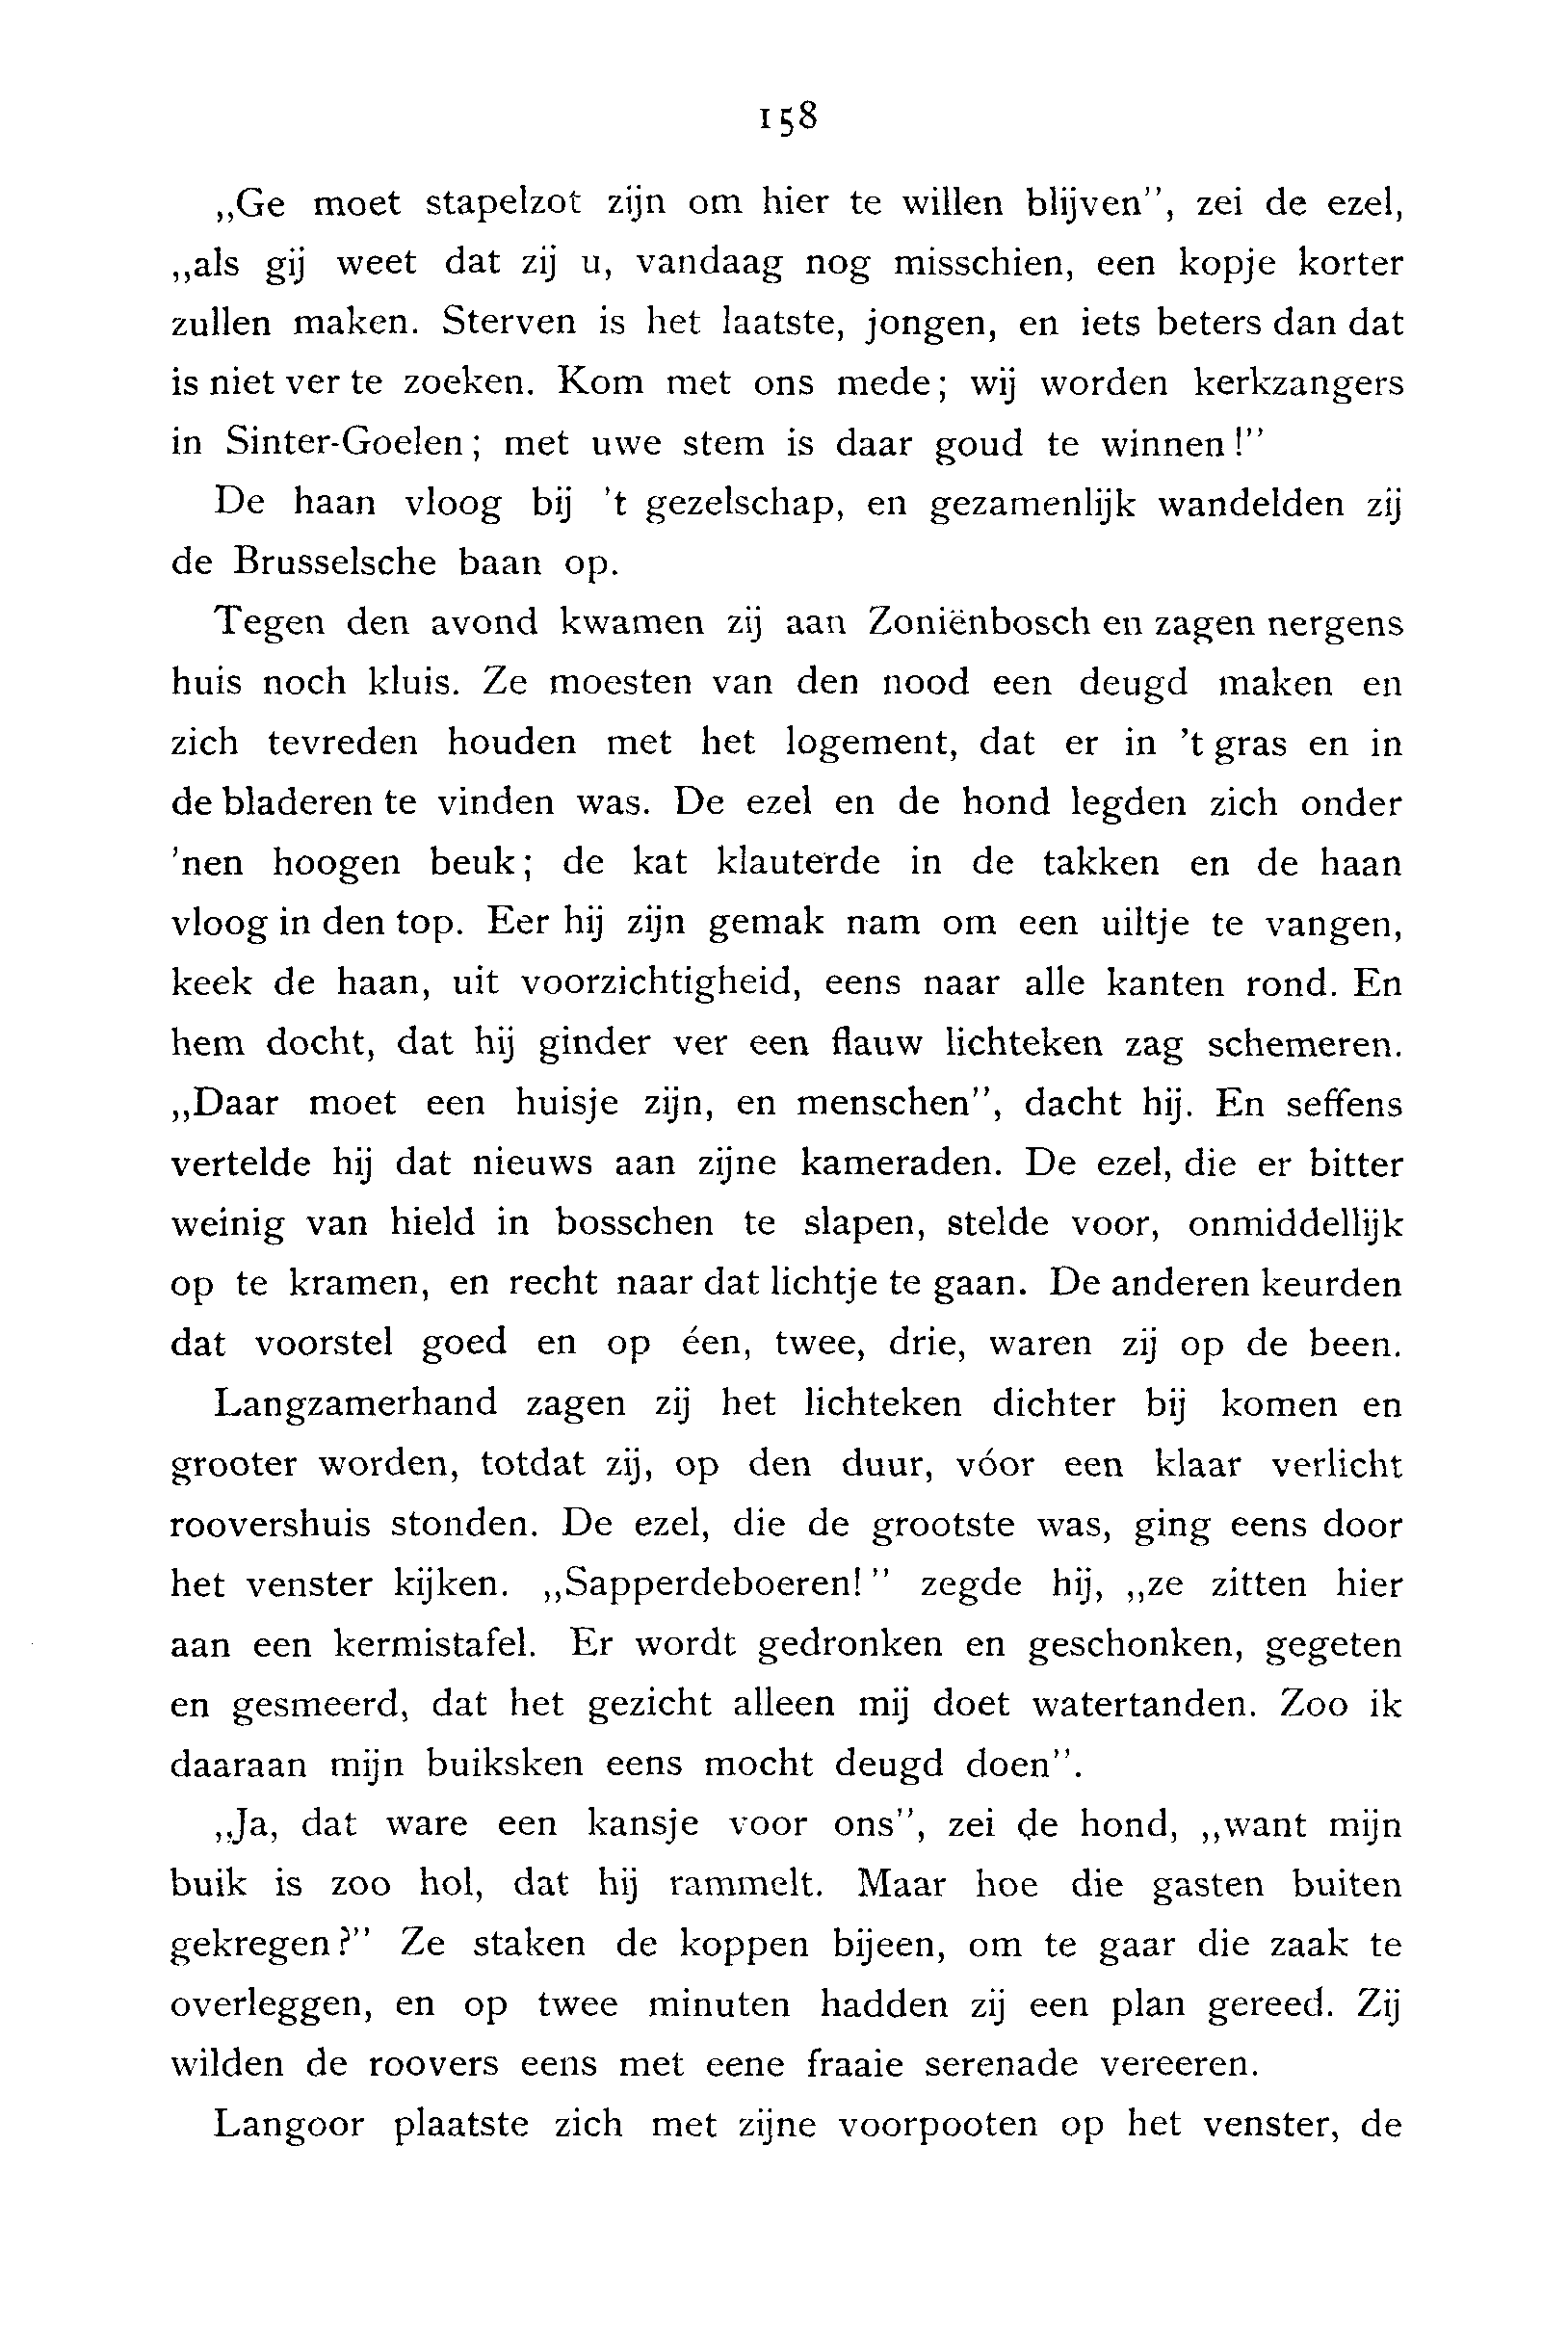 158
„Ge moet stapelzot zijn om hier te willen blijven”, zei de ezel,
„als gij weet dat zij u, vandaag nog misschien, een kopje korter
zullen maken. Sterven is het laatste, jongen, en iets beters dan dat
is niet ver te zoeken. Kom met ons mede; wij worden kerkzangers
in Sinter-Goelen; met uwe stem is daar goud te winnen!”
De haan vloog bij 't gezelschap, en gezamenlijk wandelden zij
de Brusselsche baan op.
Tegen den avond kwamen zij aan Zoniënbosch en zagen nergens
huis noch kluis. Ze moesten van den nood een deugd maken en
zich tevreden houden met het logement, dat er in 't gras en in
de bladeren te vinden was. De ezel en de hond legden zich onder
'nen hoogen beuk; de kat klauterde in de takken en de haan
vloog in den top. Eer hij zijn gemak nam om een uiltje te vangen,
keek de haan, uit voorzichtigheid, eens naar alle kanten rond. En
hem docht, dat hij ginder ver een flauw lichteken zag schemeren.
„Daar moet een huisje zijn, en menschen”, dacht hij. En seffens
vertelde hij dat nieuws aan zijne kameraden. De ezel, die er bitter
weinig van hield in bosschen te slapen, stelde voor, onmiddellijk
op te kramen, en recht naar dat lichtje te gaan. De anderen keurden
dat voorstel goed en op één, twee, drie, waren zij op de been.
Langzamerhand zagen zij het lichteken dichter bij komen en
grooter worden, totdat zij, op den duur, vóor een klaar verlicht
roovershuis stonden. De ezel, die de grootste was, ging eens door
het venster kijken. „Sapperdeboeren!” zegde hij, „ze zitten hier
aan een kermistafel. Er wordt gedronken en geschonken, gegeten
en gesmeerd, dat het gezicht alleen mij doet watertanden. Zoo ik
daaraan mijn buiksken eens mocht deugd doen”.
„Ja, dat ware een kansje voor ons”, zei de hond, „want mijn
buik is zoo hol, dat hij rammelt. Maar hoe die gasten buiten
gekregen?” Ze staken de koppen bijeen, om te gaar die zaak te
overleggen, en op twee minuten hadden zij een plan gereed. Zij
wilden de roovers eens met eene fraaie serenade vereeren.
Langoor plaatste zich met zijne voorpooten op het venster, de